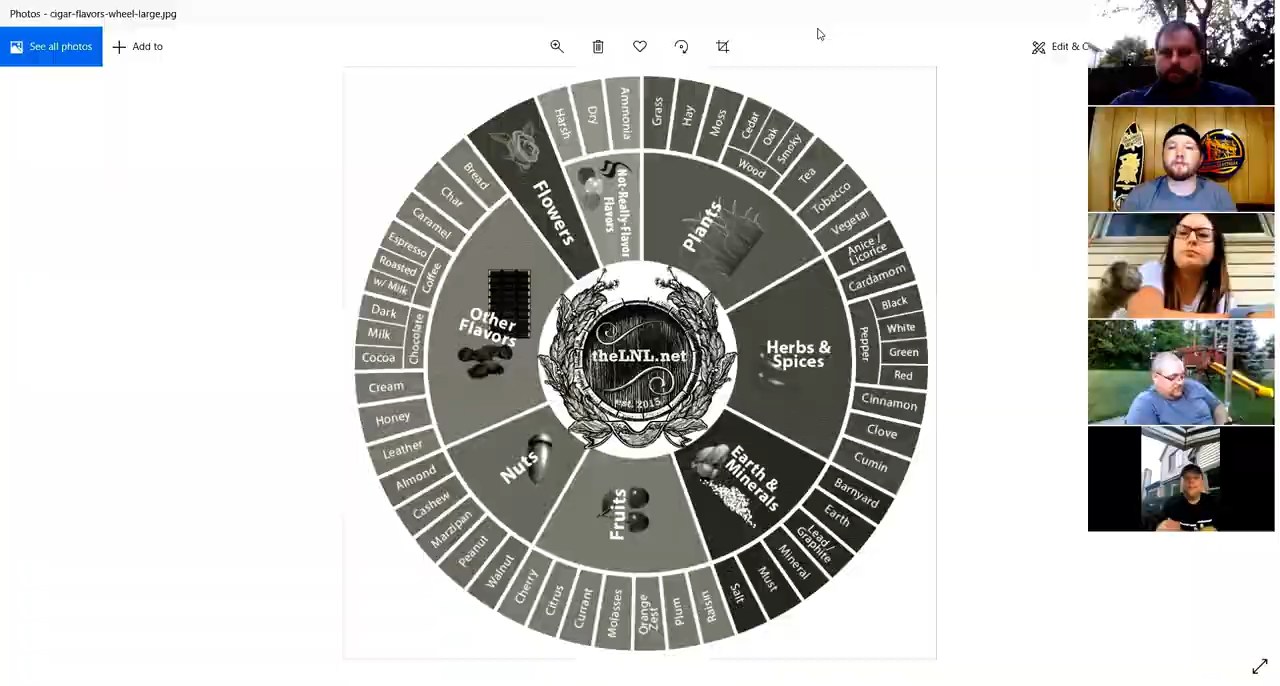 Photos - cigar-flavors-wheel-large.jpg
See all photos
Add to
Edit & C
Ammonia
Dry
Harsh
Not-Really-Flavor
Flavors
Grass
Hay
Moss
Cedar
Oak
Smoky
Wood
Tea
Tobacco
Vegetal
Plants
Anice /
Licorice
Cardamom
Black
White
Green
Red
Pepper
Cinnamon
Clove
Cumin
Herbs &
Spices
Barnyard
Earth
Lead/
Graphite
Mineral
Must
Salt
Earth &
Minerals
Raisin
Plum
Orange
Zest
Molasses
Currant
Citrus
Cherry
Fruits
Walnut
Peanut
Marzipan
Cashew
Almond
Nuts
Leather
Honey
Cream
Cocoa
Milk
Dark
Chocolate
w/ Milk
Roasted
Espresso
Coffee
Caramel
Char
Bread
Other
Flavors
Flowers
theLNL.net
est. 2015